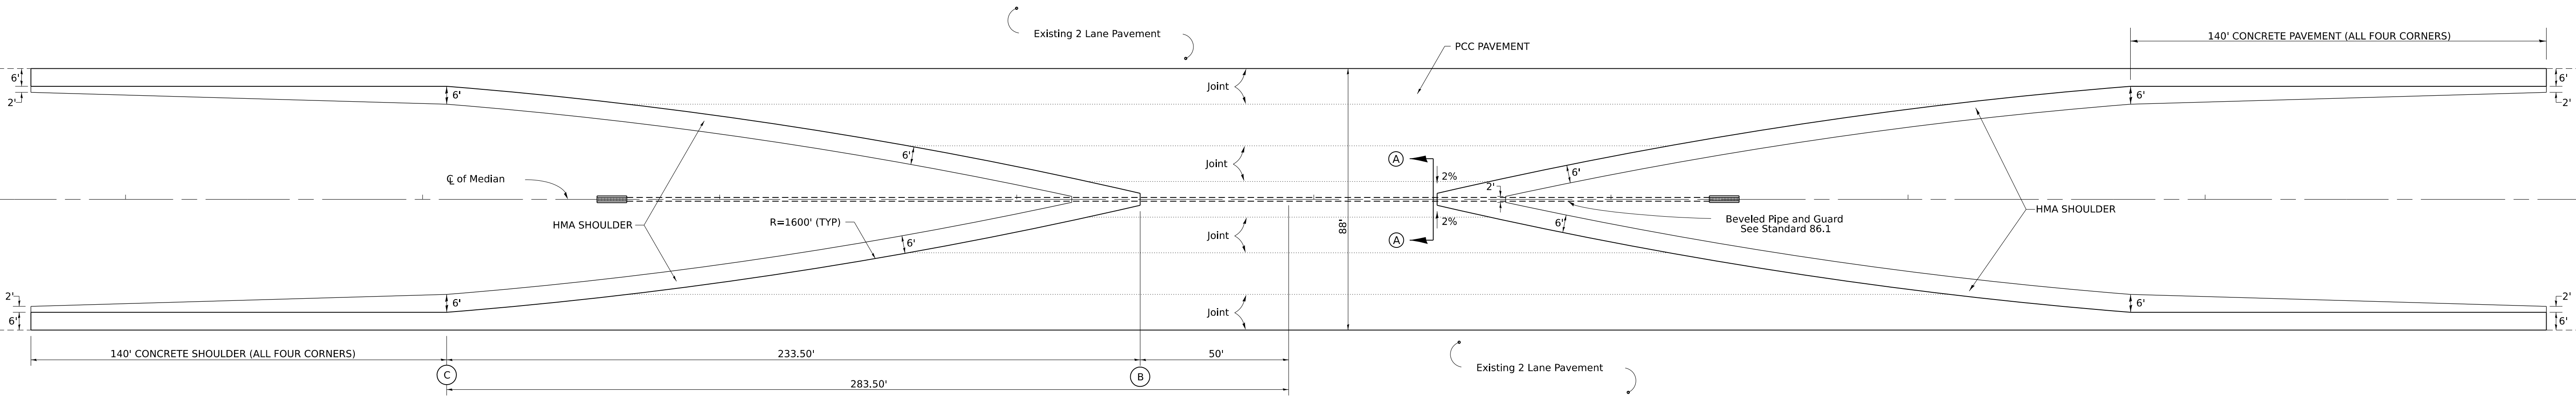 Existing 2 Lane Pavement
PCC PAVEMENT
140' CONCRETE PAVEMENT (ALL FOUR CORNERS)
6'
2'
6'
Joint
6'
6'
2'
6'
Joint
A
2%
6'
2'
℄ of Median
HMA SHOULDER
R=1600' (TYP)
6'
Joint
88'
A
2%
6'
Beveled Pipe and Guard
See Standard 86.1
HMA SHOULDER
2'
6'
6'
Joint
6'
2'
6'
140' CONCRETE SHOULDER (ALL FOUR CORNERS)
233.50'
50'
C
B
283.50'
Existing 2 Lane Pavement